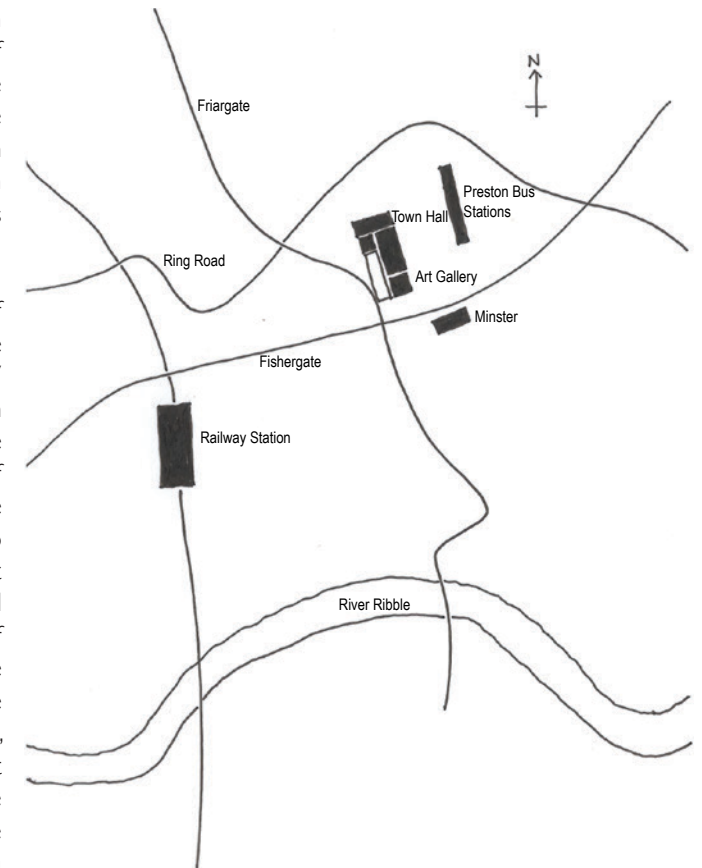 N
Friargate
Preston Bus
Stations
Town Hall
Ring Road
Art Gallery
Minster
Fishergate
Railway Station
River Ribble